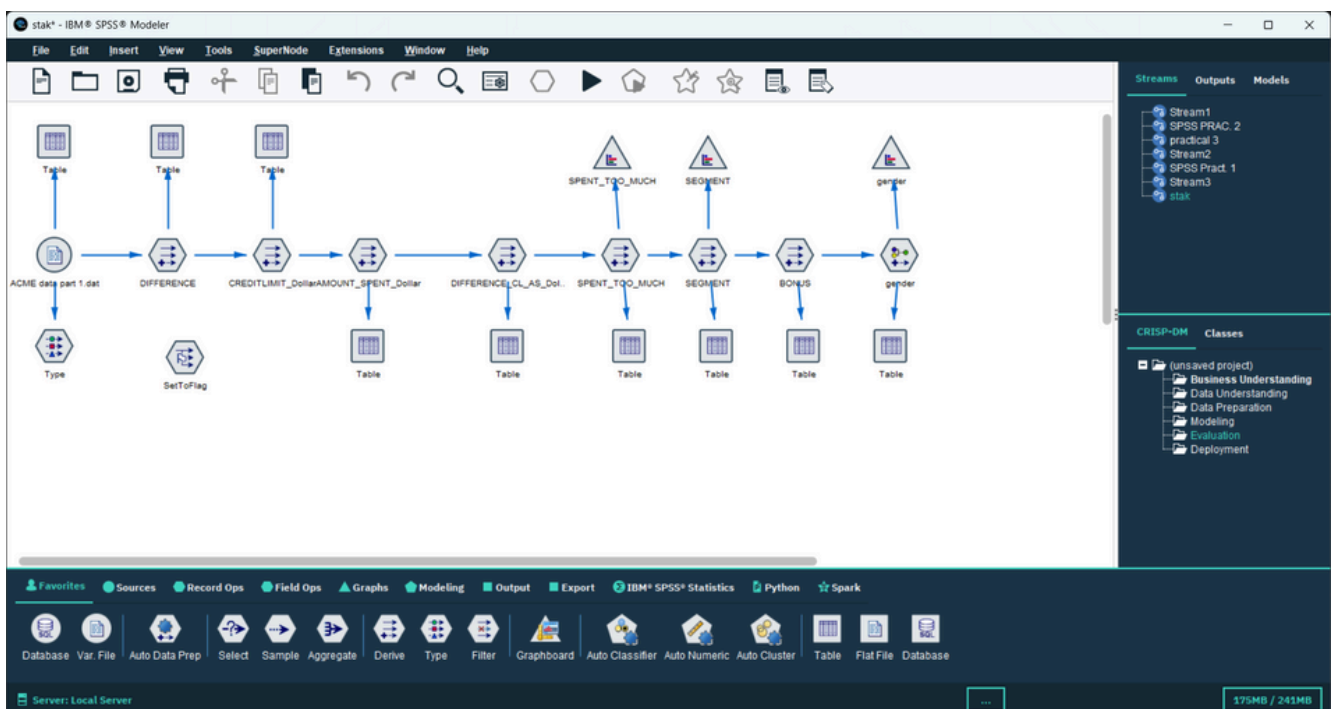 stak* - IBM® SPSS® Modeler
File Edit Insert View Tools SuperNode Extensions Window Help
Streams Outputs Models
Stream1
SPSS PRAC. 2
practical 3
Stream2
SPSS Pract. 1
Stream3
stak
Table Table Table
SPENT_TOO_MUCH SEGMENT gender
ACME data part 1.dat DIFFERENCE CREDITLIMIT_Dollar AMOUNT_SPENT_Dollar DIFFERENCE_CL_AS_Dol.. SPENT_TOO_MUCH SEGMENT BONUS gender
Type SetToFlag Table Table Table Table Table Table
CRISP-DM Classes
(unsaved project)
Business Understanding
Data Understanding
Data Preparation
Modeling
Evaluation
Deployment
Favorites Sources Record Ops Field Ops Graphs Modeling Output Export IBM® SPSS® Statistics Python Spark
Database Var. File Auto Data Prep Select Sample Aggregate Derive Type Filter Graphboard Auto Classifier Auto Numeric Auto Cluster Table Flat File Database
Server: Local Server ... 175MB / 241MB